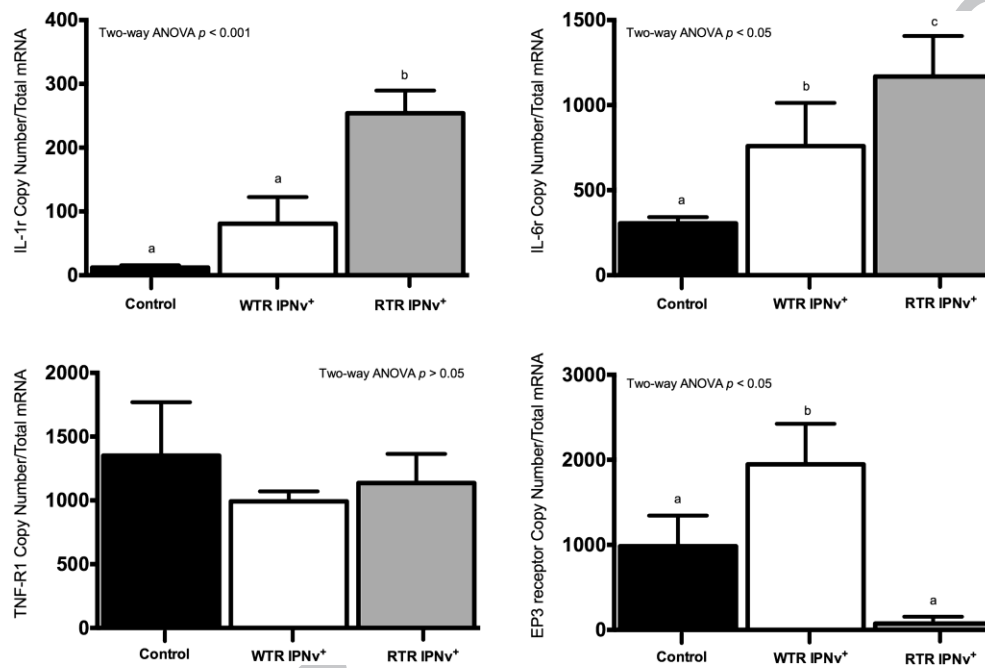 IL-1r Copy Number/Total mRNA
400
300
200
100
0
Two-way ANOVA p < 0.001
a
a
b
Control WTR IPNv⁺ RTR IPNv⁺
IL-6r Copy Number/Total mRNA
1500
1000
500
0
Two-way ANOVA p < 0.05
a
b
c
Control WTR IPNv⁺ RTR IPNv⁺
TNF-R1 Copy Number/Total mRNA
2000
1500
1000
500
0
Two-way ANOVA p > 0.05
Control WTR IPNv⁺ RTR IPNv⁺
EP3 receptor Copy Number/Total mRNA
3000
2000
1000
0
Two-way ANOVA p < 0.05
a
b
a
Control WTR IPNv⁺ RTR IPNv⁺